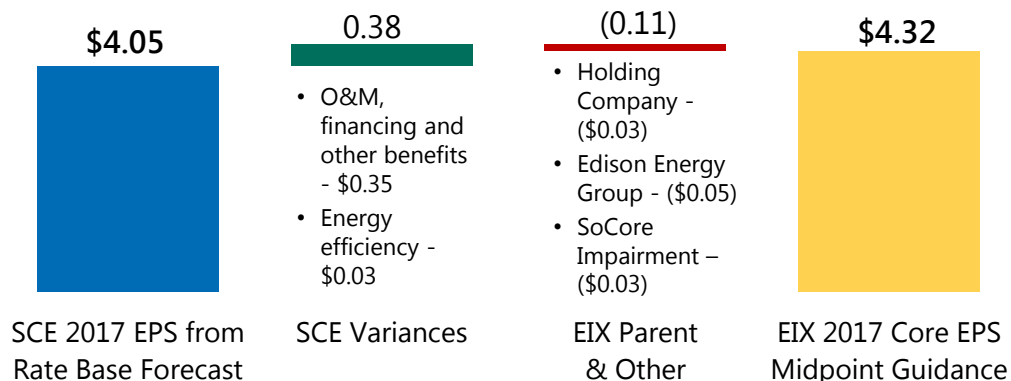 $4.05
0.38
(0.11)
$4.32
• O&M,
financing and
other benefits
- $0.35
• Energy
efficiency -
$0.03
• Holding
Company -
($0.03)
• Edison Energy
Group - ($0.05)
• SoCore
Impairment –
($0.03)
SCE 2017 EPS from
Rate Base Forecast
SCE Variances
EIX Parent
& Other
EIX 2017 Core EPS
Midpoint Guidance